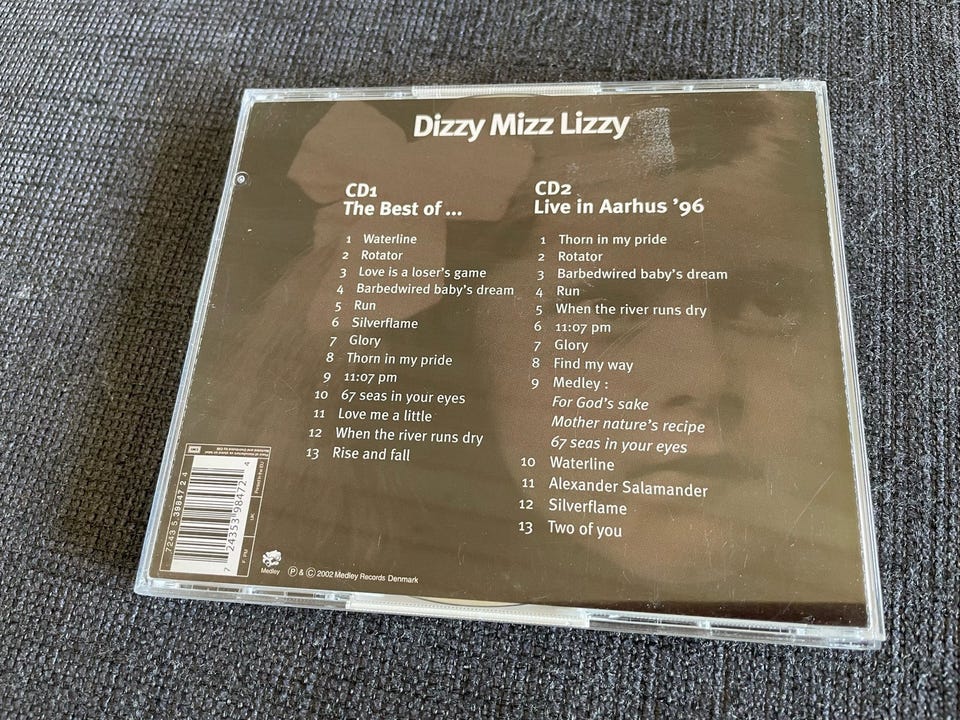 Dizzy Mizz Lizzy
CD1
The Best of ...
1 Waterline
2 Rotator
3 Love is a loser's game
4 Barbedwired baby's dream
5 Run
6 Silverflame
7 Glory
8 Thorn in my pride
9 11:07 pm
10 67 seas in your eyes
11 Love me a little
12 When the river runs dry
13 Rise and fall
CD2
Live in Aarhus '96
1 Thorn in my pride
2 Rotator
3 Barbedwired baby's dream
4 Run
5 When the river runs dry
6 11:07 pm
7 Glory
8 Find my way
9 Medley :
For God's sake
Mother nature's recipe
67 seas in your eyes
10 Waterline
11 Alexander Salamander
12 Silverflame
13 Two of you
7243 5 39847 2 4
7 24353 98472 4
Medley
℗ & © 2002 Medley Records Denmark